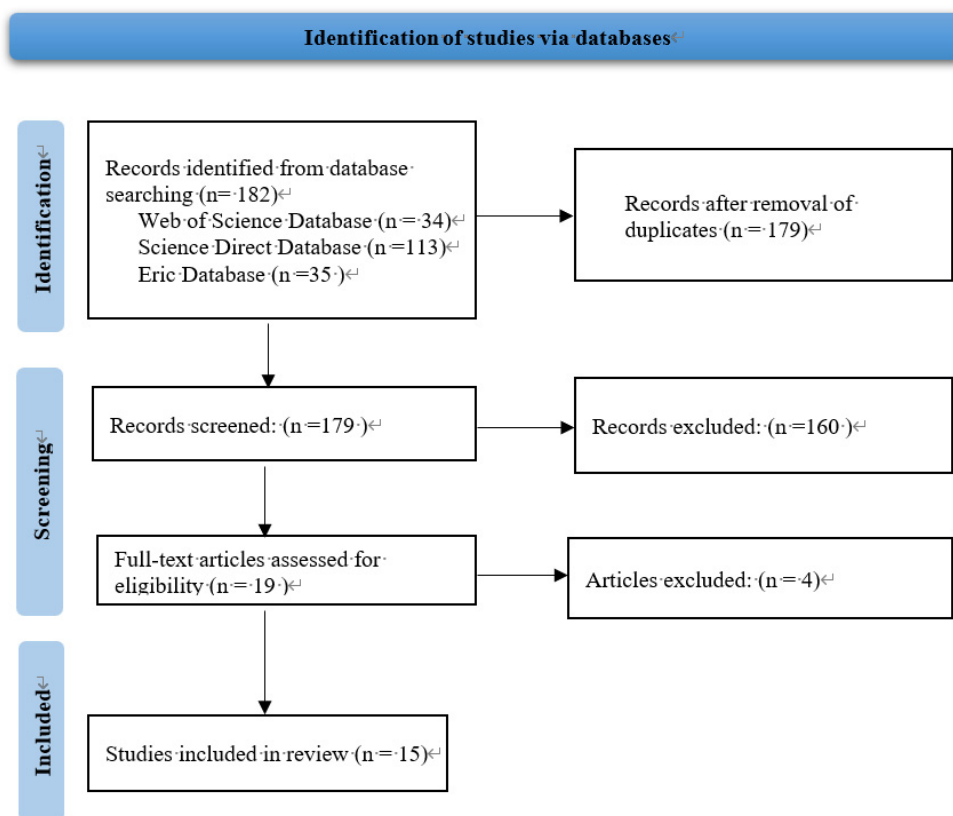 Identification of studies via databases
Identification
Records identified from database
searching (n= 182)
Web of Science Database (n = 34)
Science Direct Database (n =113)
Eric Database (n =35 )
Records after removal of
duplicates (n = 179)
Screening
Records screened: (n =179 )
Records excluded: (n =160 )
Full-text articles assessed for
eligibility (n = 19 )
Articles excluded: (n = 4)
Included
Studies included in review (n = 15)